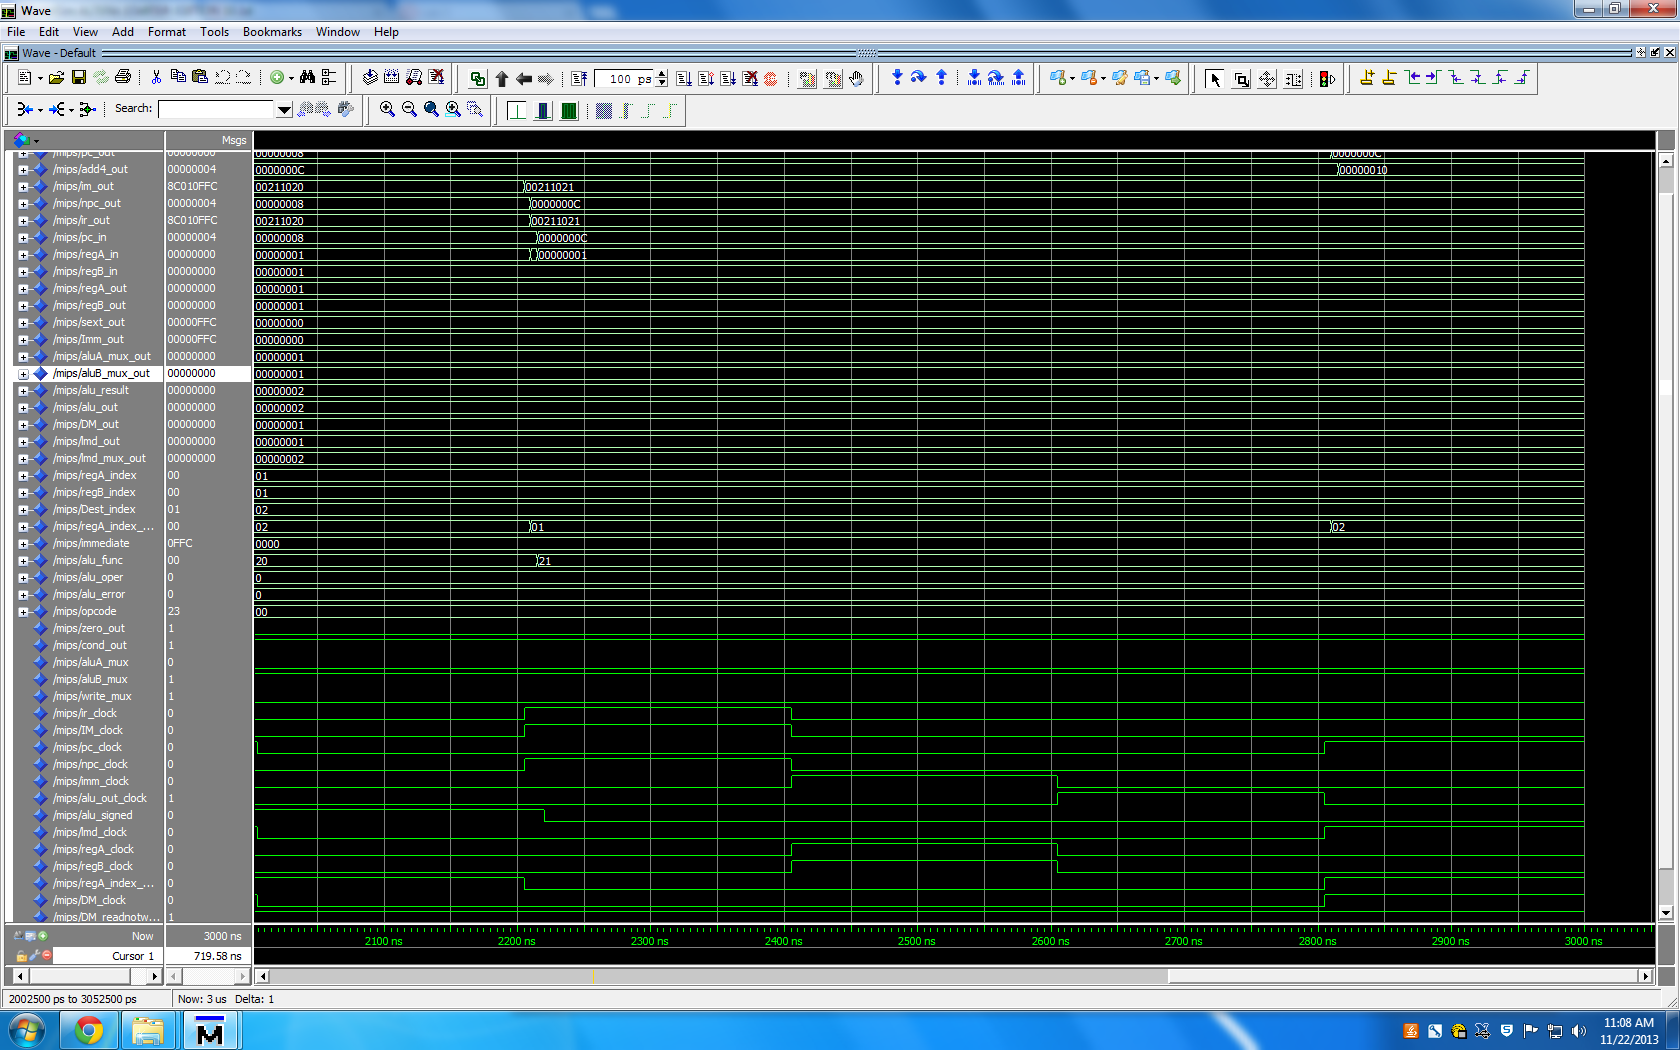 Wave
File Edit View Add Format Tools Bookmarks Window Help
Wave - Default
100 ps
Search:
Msgs
/mips/pc_out 00000000 00000008 0000000C
/mips/add4_out 00000004 0000000C 00000010
/mips/im_out 8C010FFC 00211020 00211021
/mips/npc_out 00000004 00000008 0000000C
/mips/ir_out 8C010FFC 00211020 00211021
/mips/pc_in 00000004 00000008 0000000C
/mips/regA_in 00000000 00000001 00000001
/mips/regB_in 00000000 00000001
/mips/regA_out 00000000 00000001
/mips/regB_out 00000000 00000001
/mips/sext_out 00000FFC 00000000
/mips/Imm_out 00000FFC 00000000
/mips/aluA_mux_out 00000000 00000001
/mips/aluB_mux_out 00000000 00000001
/mips/alu_result 00000000 00000002
/mips/alu_out 00000000 00000002
/mips/DM_out 00000000 00000001
/mips/lmd_out 00000000 00000001
/mips/lmd_mux_out 00000000 00000002
/mips/regA_index 00 01
/mips/regB_index 00 01
/mips/Dest_index 01 02
/mips/regA_index_... 00 02 01 02
/mips/immediate 0FFC 0000
/mips/alu_func 00 20 21
/mips/alu_oper 0 0
/mips/alu_error 0 0
/mips/opcode 23 00
/mips/zero_out 1
/mips/cond_out 1
/mips/aluA_mux 0
/mips/aluB_mux 1
/mips/write_mux 1
/mips/ir_clock 0
/mips/IM_clock 0
/mips/pc_clock 0
/mips/npc_clock 0
/mips/imm_clock 0
/mips/alu_out_clock 1
/mips/alu_signed 0
/mips/lmd_clock 0
/mips/regA_clock 0
/mips/regB_clock 0
/mips/regA_index_... 0
/mips/DM_clock 0
/mips/DM_readnotw... 1
Now 3000 ns 2100 ns 2200 ns 2300 ns 2400 ns 2500 ns 2600 ns 2700 ns 2800 ns 2900 ns 3000 ns
Cursor 1 719.58 ns
2002500 ps to 3052500 ps Now: 3 us Delta: 1
11:08 AM
11/22/2013